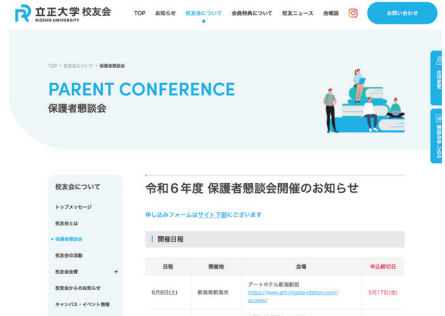 立正大学 校友会
RISSHO UNIVERSITY
TOP お知らせ 校友会について 会員特典について 校友ニュース 会報誌 お問い合わせ
TOP - 校友会について - 保護者懇談会
PARENT CONFERENCE
保護者懇談会
住所変更
懇談会申し込み
校友会について
トップメッセージ
校友会とは
保護者懇談会
校友会の活動
校友会会費 +
校友会からのお知らせ
キャンパス・イベント情報
令和6年度 保護者懇談会開催のお知らせ
申し込みフォームはサイト下部にございます
開催日程
日程 開催地 会場 申込締切日
6月8日(土) 新潟県新潟市 アートホテル新潟駅前
https://www.art-niigata-station.com/
access/
5月17日(金)